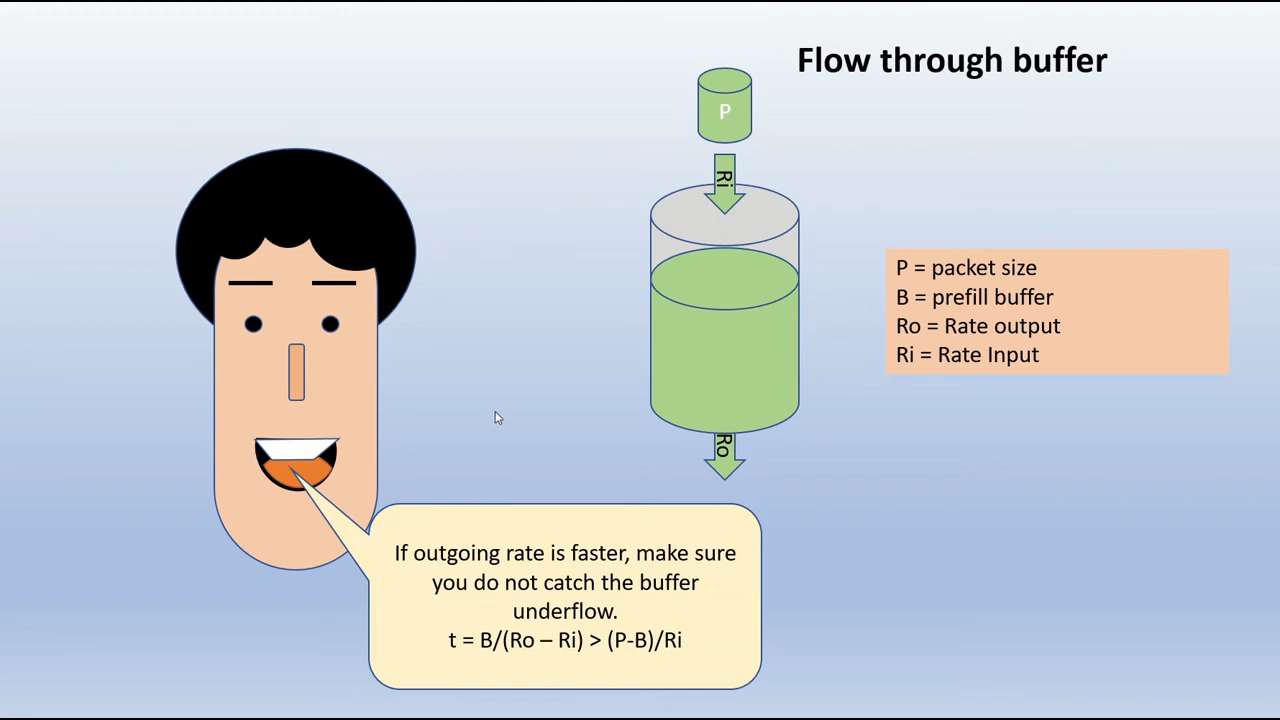 Flow through buffer
P
Ri
P = packet size
B = prefill buffer
Ro = Rate output
Ri = Rate Input
Ro
If outgoing rate is faster, make sure
you do not catch the buffer
underflow.
t = B/(Ro – Ri) > (P-B)/Ri